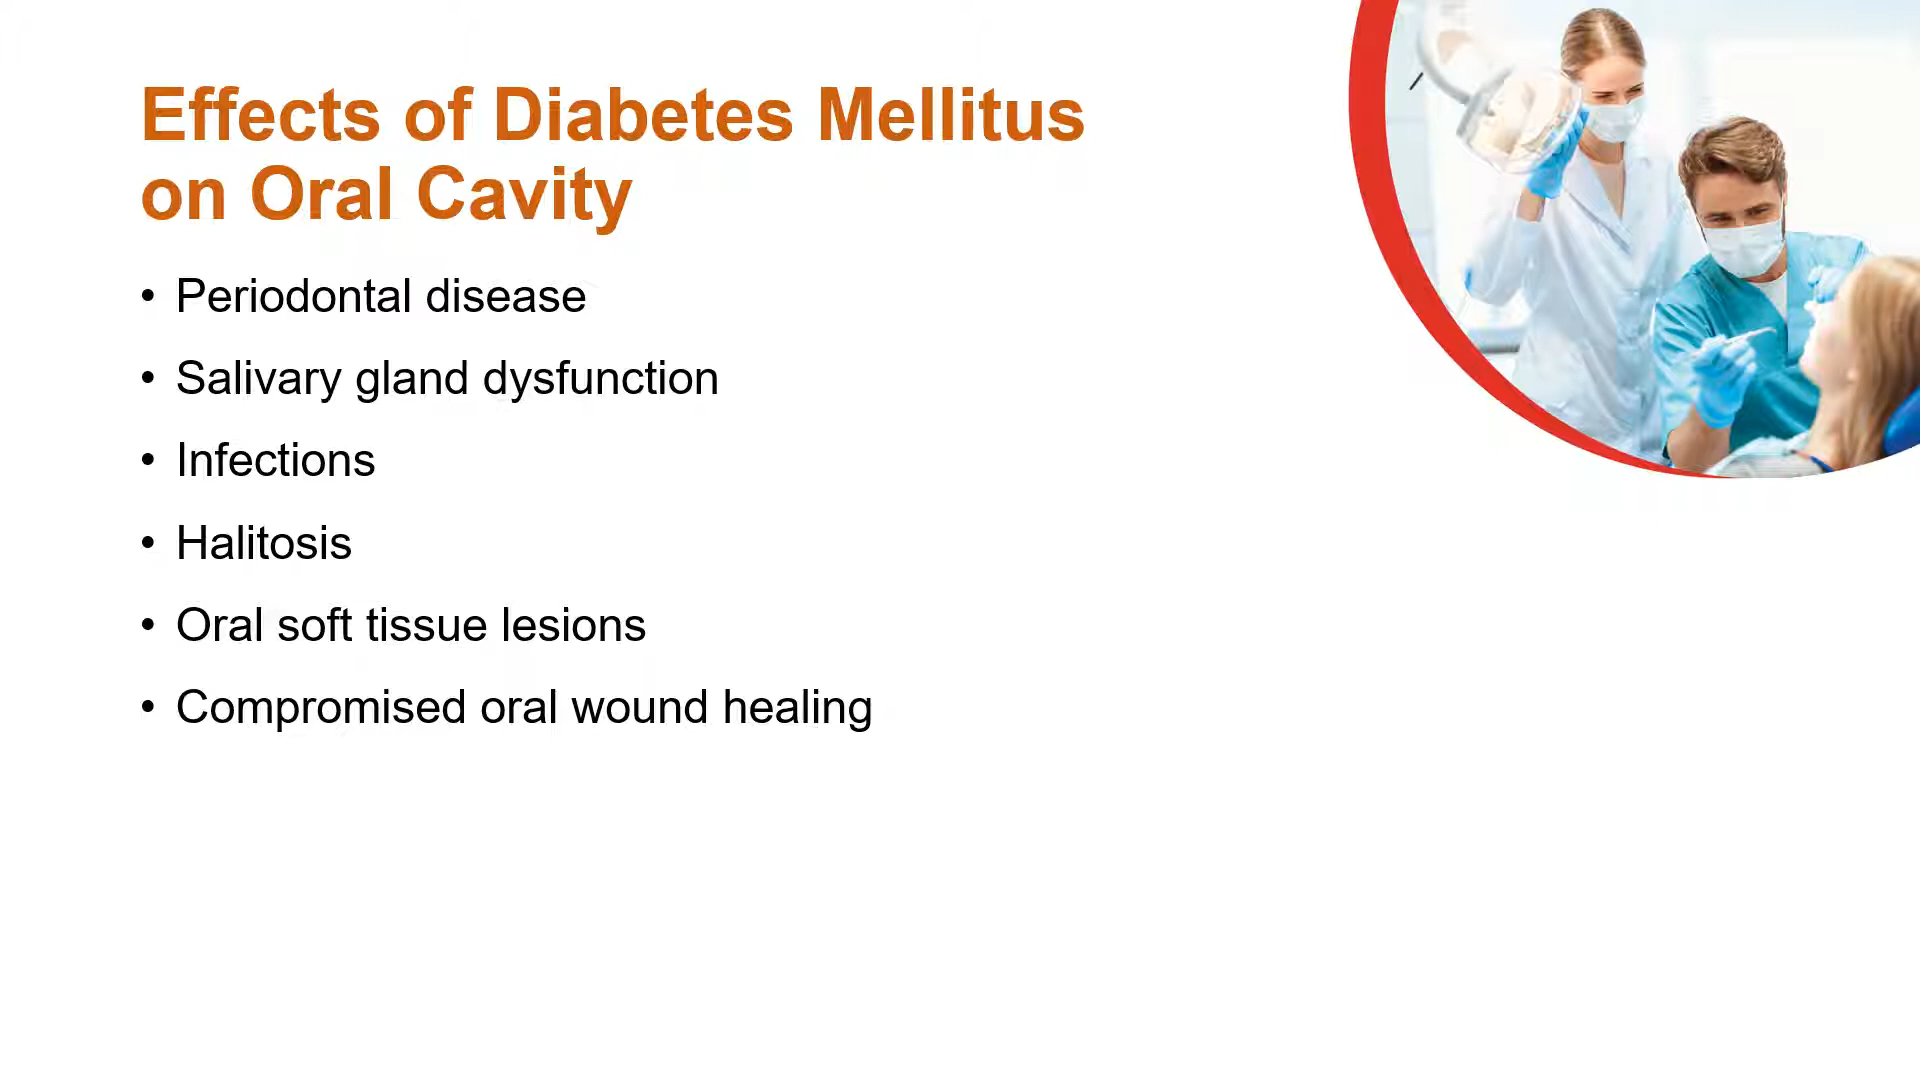 Effects of Diabetes Mellitus
on Oral Cavity
• Periodontal disease
• Salivary gland dysfunction
• Infections
• Halitosis
• Oral soft tissue lesions
• Compromised oral wound healing